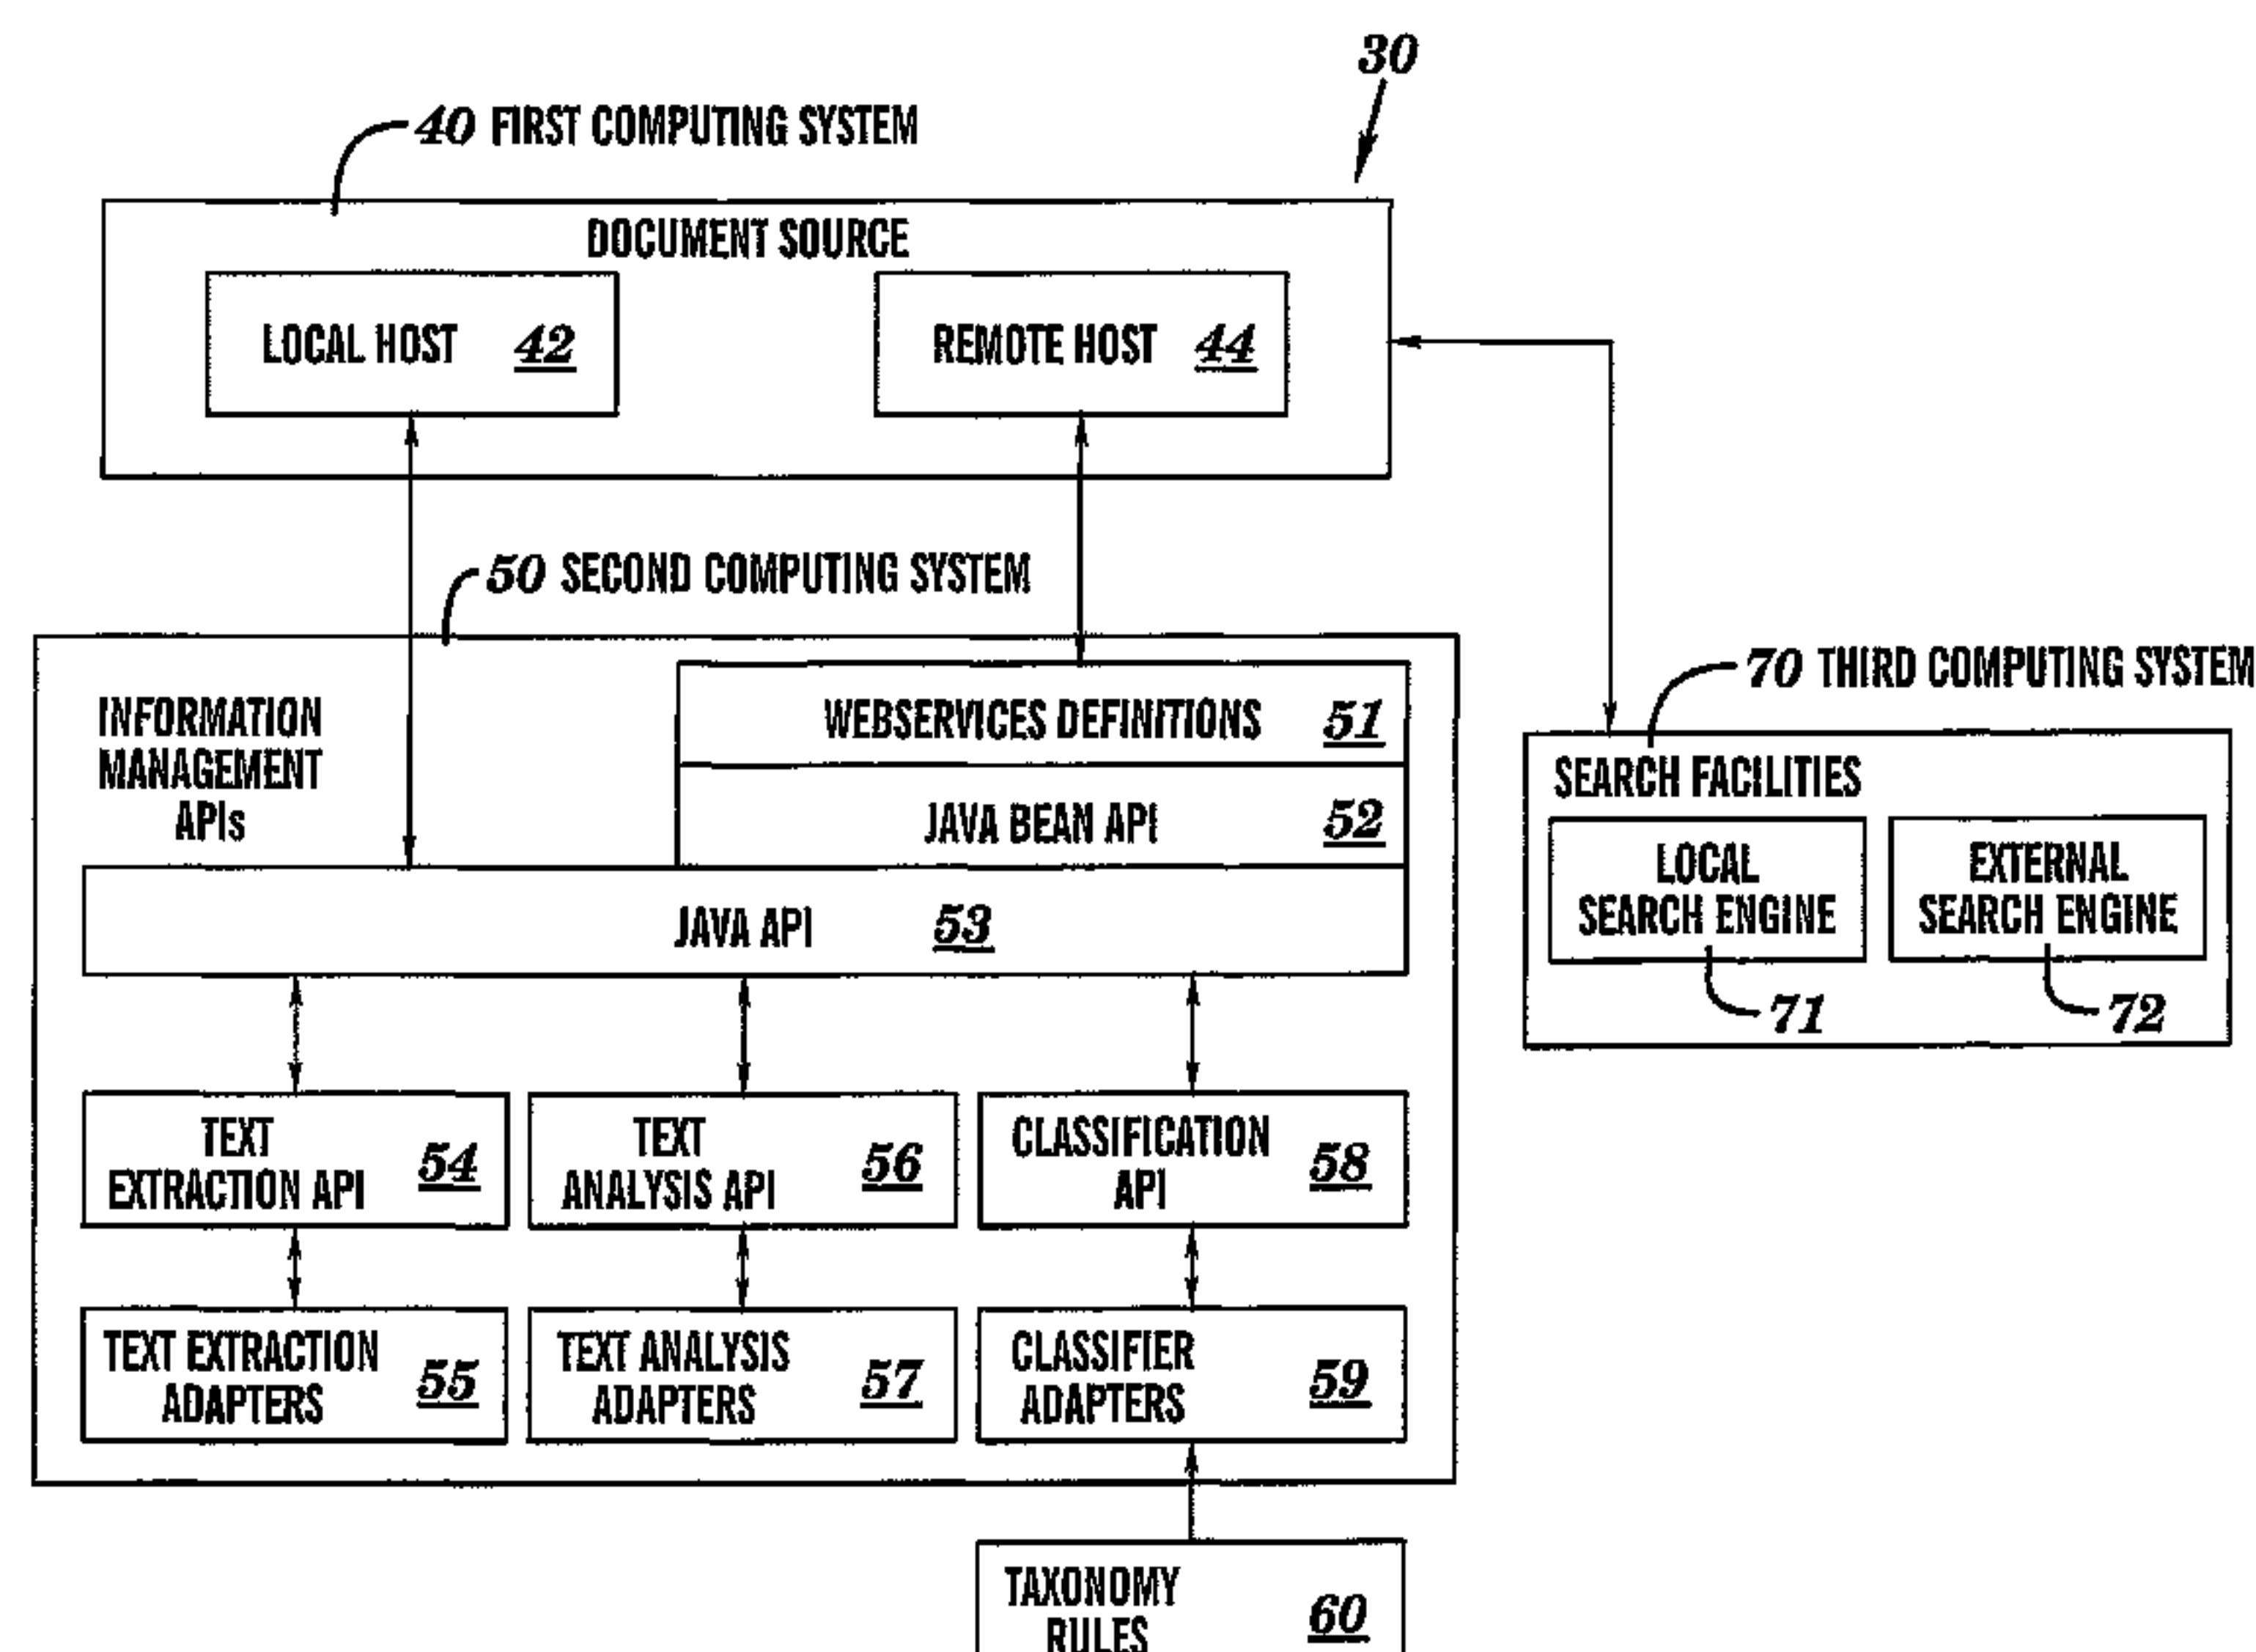 30
40 FIRST COMPUTING SYSTEM
DOCUMENT SOURCE
LOCAL HOST 42
REMOTE HOST 44
50 SECOND COMPUTING SYSTEM
INFORMATION
MANAGEMENT
APIs
WEBSERVICES DEFINITIONS 51
JAVA BEAN API 52
JAVA API 53
TEXT
EXTRACTION API 54
TEXT
ANALYSIS API 56
CLASSIFICATION
API 58
TEXT EXTRACTION
ADAPTERS 55
TEXT ANALYSIS
ADAPTERS 57
CLASSIFIER
ADAPTERS 59
TAXONOMY
RULES 60
70 THIRD COMPUTING SYSTEM
SEARCH FACILITIES
LOCAL
SEARCH ENGINE
71
EXTERNAL
SEARCH ENGINE
72